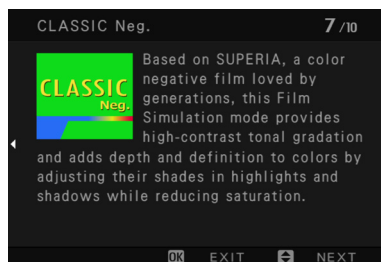 CLASSIC Neg.
7 /10
CLASSIC
Neg.
Based on SUPERIA, a color
negative film loved by
generations, this Film
Simulation mode provides
high-contrast tonal gradation
and adds depth and definition to colors by
adjusting their shades in highlights and
shadows while reducing saturation.
OK EXIT NEXT